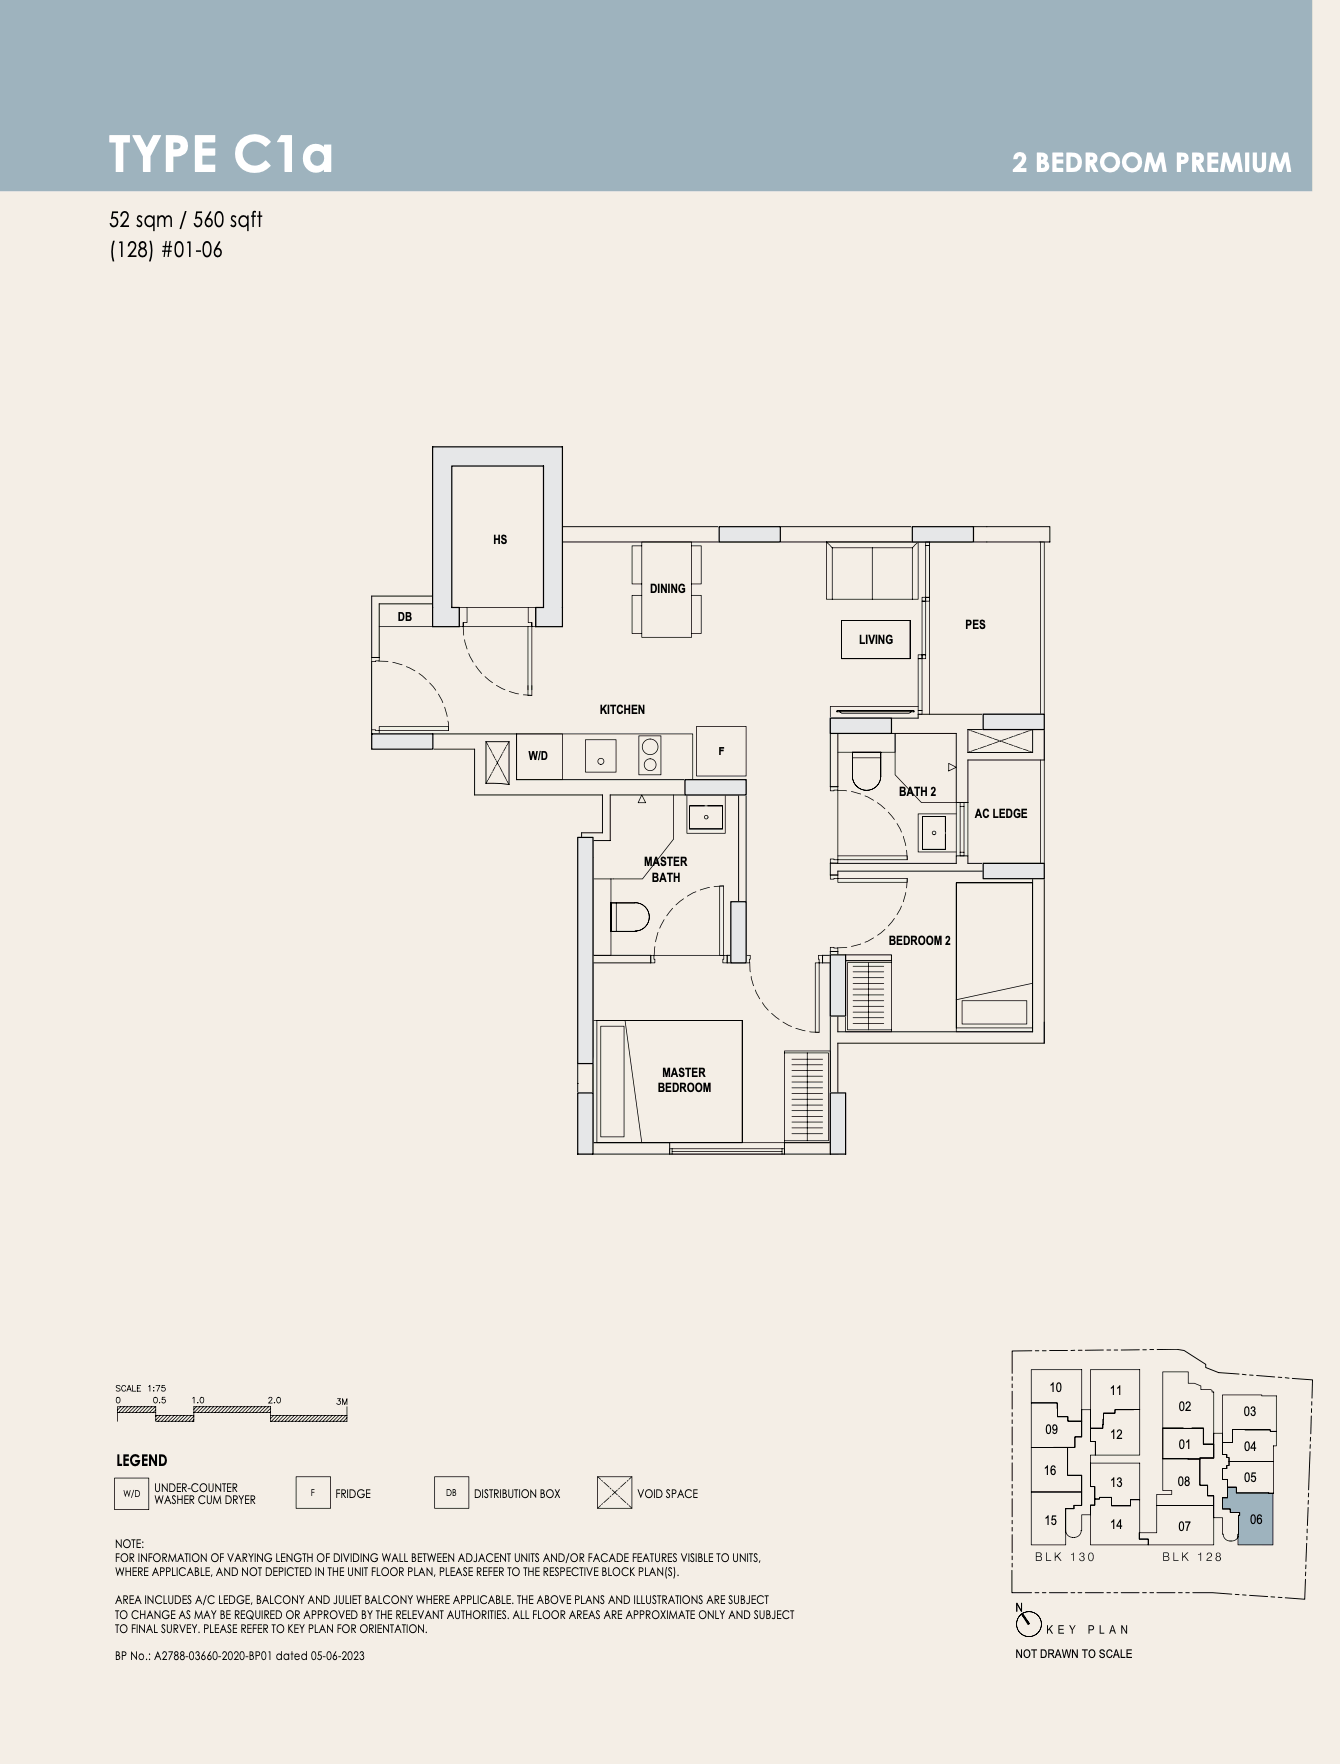 TYPE C1a
2 BEDROOM PREMIUM
52 sqm / 560 sqft
(128) #01-06
HS
DINING
DB
LIVING
PES
KITCHEN
W/D
F
BATH 2
AC LEDGE
MASTER
BATH
BEDROOM 2
MASTER
BEDROOM
SCALE 1:75
0 0.5 1.0 2.0 3M
LEGEND
W/D
UNDER-COUNTER
WASHER CUM DRYER
F
FRIDGE
DB
DISTRIBUTION BOX
VOID SPACE
NOTE:
FOR INFORMATION OF VARYING LENGTH OF DIVIDING WALL BETWEEN ADJACENT UNITS AND/OR FACADE FEATURES VISIBLE TO UNITS,
WHERE APPLICABLE, AND NOT DEPICTED IN THE UNIT FLOOR PLAN, PLEASE REFER TO THE RESPECTIVE BLOCK PLAN(S).
AREA INCLUDES A/C LEDGE, BALCONY AND JULIET BALCONY WHERE APPLICABLE. THE ABOVE PLANS AND ILLUSTRATIONS ARE SUBJECT
TO CHANGE AS MAY BE REQUIRED OR APPROVED BY THE RELEVANT AUTHORITIES. ALL FLOOR AREAS ARE APPROXIMATE ONLY AND SUBJECT
TO FINAL SURVEY. PLEASE REFER TO KEY PLAN FOR ORIENTATION.
BP No.: A2788-03660-2020-BP01 dated 05-06-2023
10
11
02
03
09
12
01
04
16
13
08
05
15
14
07
06
BLK 130
BLK 128
N
KEY PLAN
NOT DRAWN TO SCALE